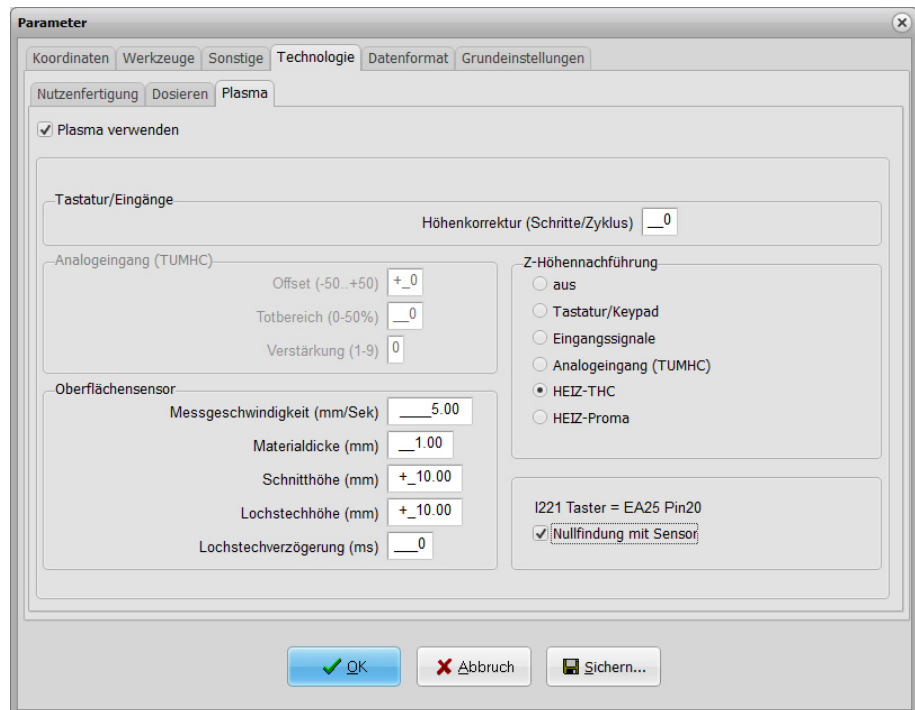 Parameter
Koordinaten Werkzeuge Sonstige Technologie Datenformat Grundeinstellungen
Nutzenfertigung Dosieren Plasma
Plasma verwenden
Tastatur/Eingänge
Höhenkorrektur (Schritte/Zyklus) __0
Analogeingang (TUMHC)
Offset (-50..+50) +_0
Totbereich (0-50%) __0
Verstärkung (1-9) 0
Z-Höhennachführung
aus
Tastatur/Keypad
Eingangssignale
Analogeingang (TUMHC)
HEIZ-THC
HEIZ-Proma
Oberflächensensor
Messgeschwindigkeit (mm/Sek) ____5.00
Materialdicke (mm) __1.00
Schnitthöhe (mm) +_10.00
Lochstechhöhe (mm) +_10.00
Lochstechverzögerung (ms) ___0
I221 Taster = EA25 Pin20
Nullfindung mit Sensor
OK Abbruch Sichern...